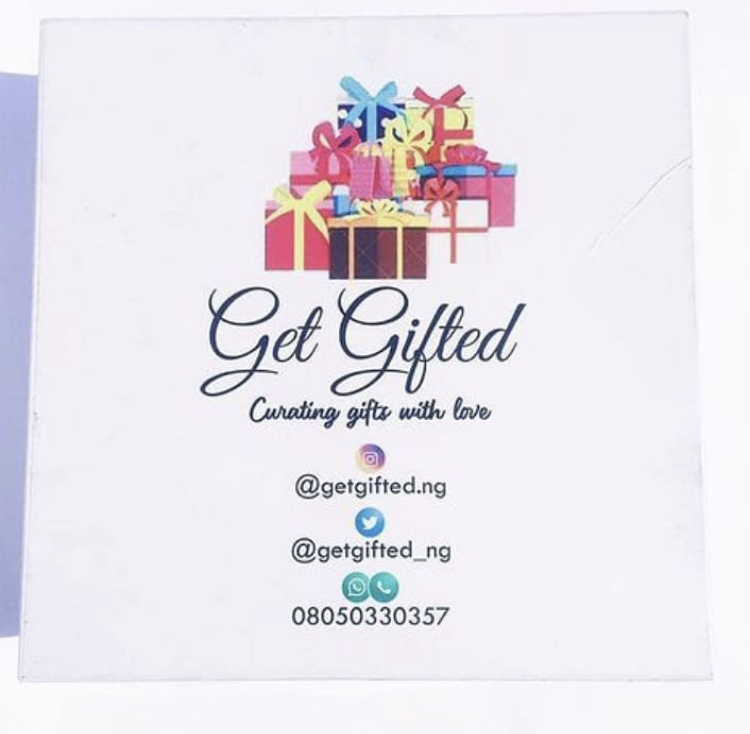 Get Gifted
Curating gifts with love
@getgifted.ng
@getgifted_ng
08050330357